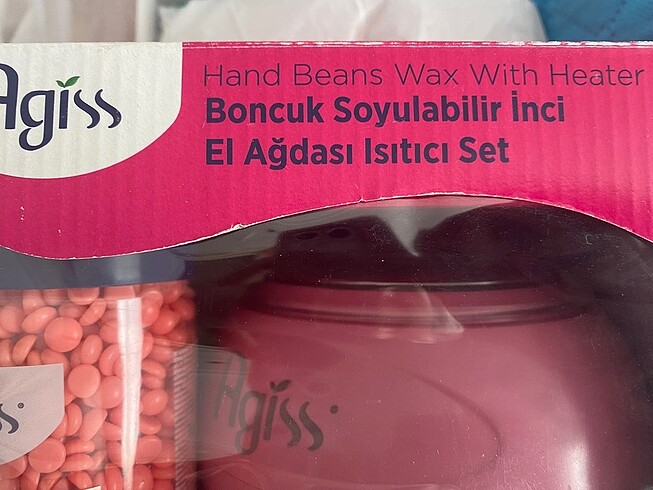 Agiss
Hand Beans Wax With Heater
Boncuk Soyulabilir İnci
El Ağdası Isıtıcı Set
Agiss